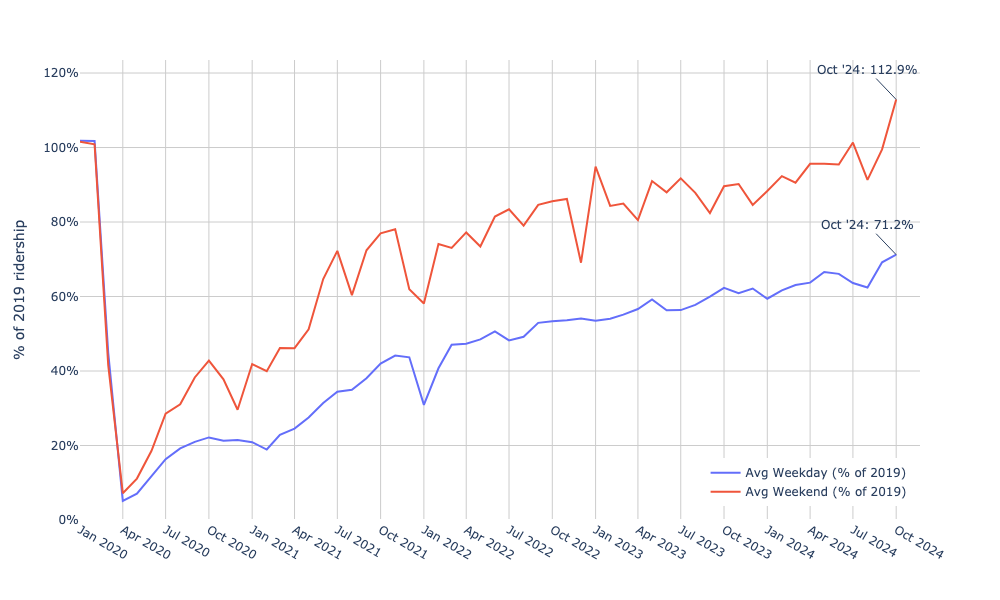 120%
100%
80%
60%
40%
20%
0%
% of 2019 ridership
Oct '24: 112.9%
Oct '24: 71.2%
Avg Weekday (% of 2019)
Avg Weekend (% of 2019)
Jan 2020
Apr 2020
Jul 2020
Oct 2020
Jan 2021
Apr 2021
Jul 2021
Oct 2021
Jan 2022
Apr 2022
Jul 2022
Oct 2022
Jan 2023
Apr 2023
Jul 2023
Oct 2023
Jan 2024
Apr 2024
Jul 2024
Oct 2024